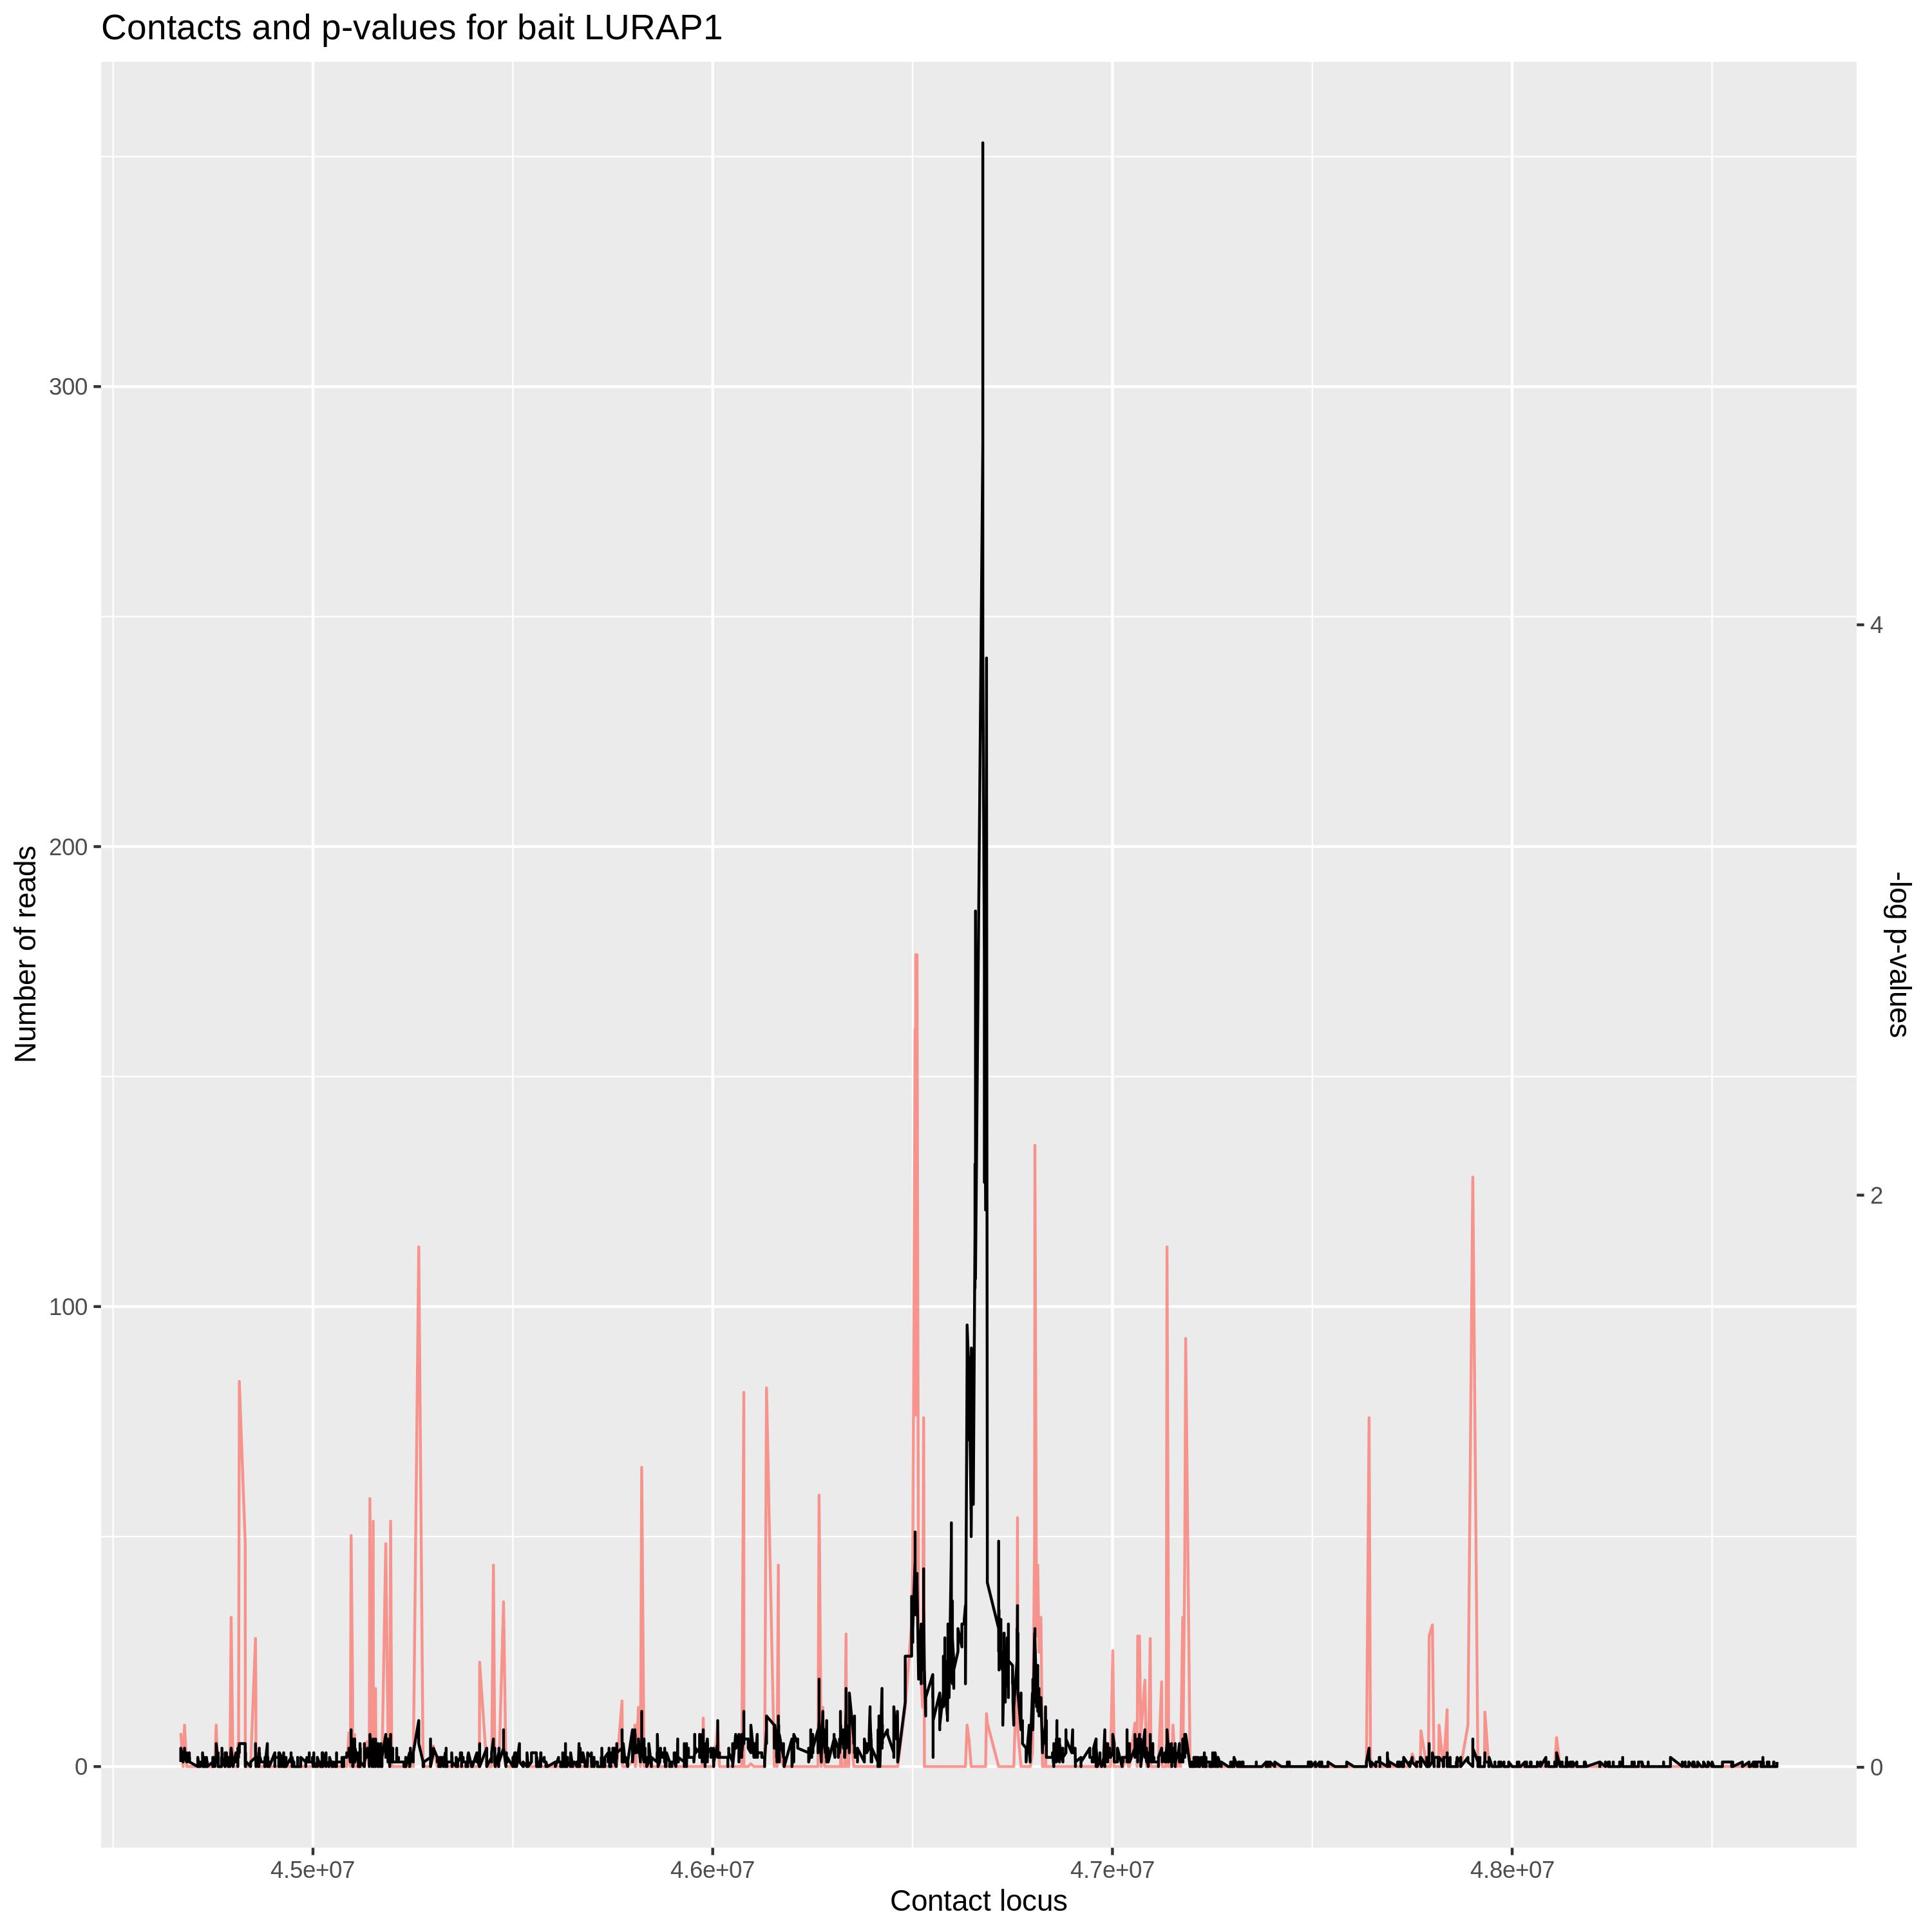 Contacts and p-values for bait LURAP1
300
200
100
0
Number of reads
4
2
0
-log p-values
4.5e+07
4.6e+07
4.7e+07
4.8e+07
Contact locus